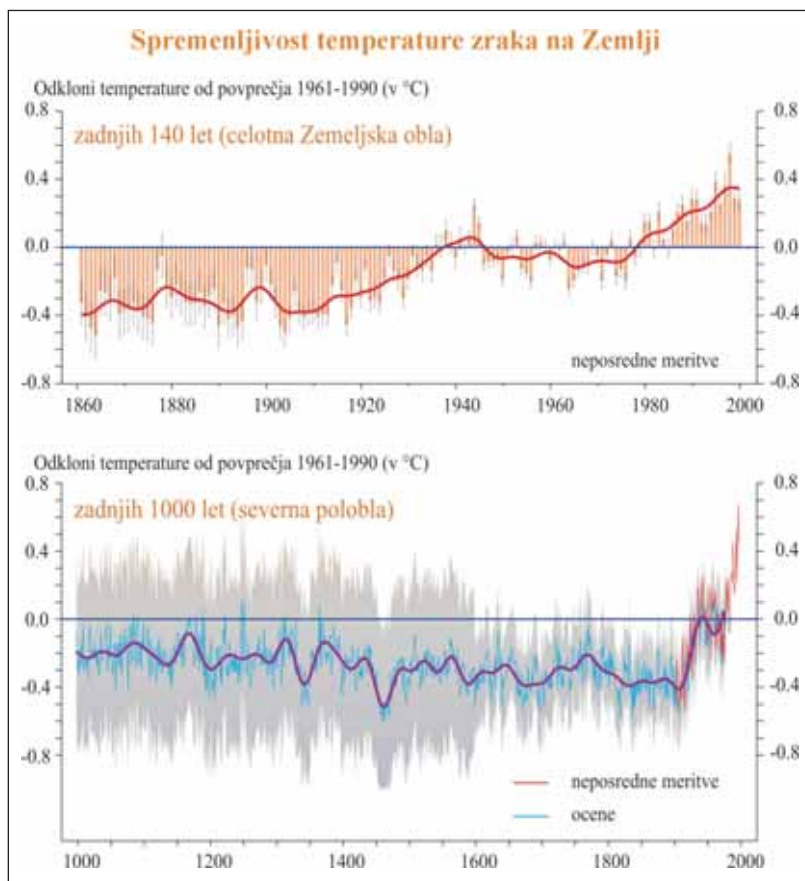 Spremenljivost temperature zraka na Zemlji
Odkloni temperature od povprečja 1961-1990 (v °C)
0.8 0.8
zadnjih 140 let (celotna Zemeljska obla)
0.4 0.4
0.0 0.0
-0.4 -0.4
neposredne meritve
-0.8 -0.8
1860 1880 1900 1920 1940 1960 1980 2000
Odkloni temperature od povprečja 1961-1990 (v °C)
0.8 0.8
zadnjih 1000 let (severna polobla)
0.4 0.4
0.0 0.0
-0.4 -0.4
-0.8 -0.8
neposredne meritve
ocene
1000 1200 1400 1600 1800 2000